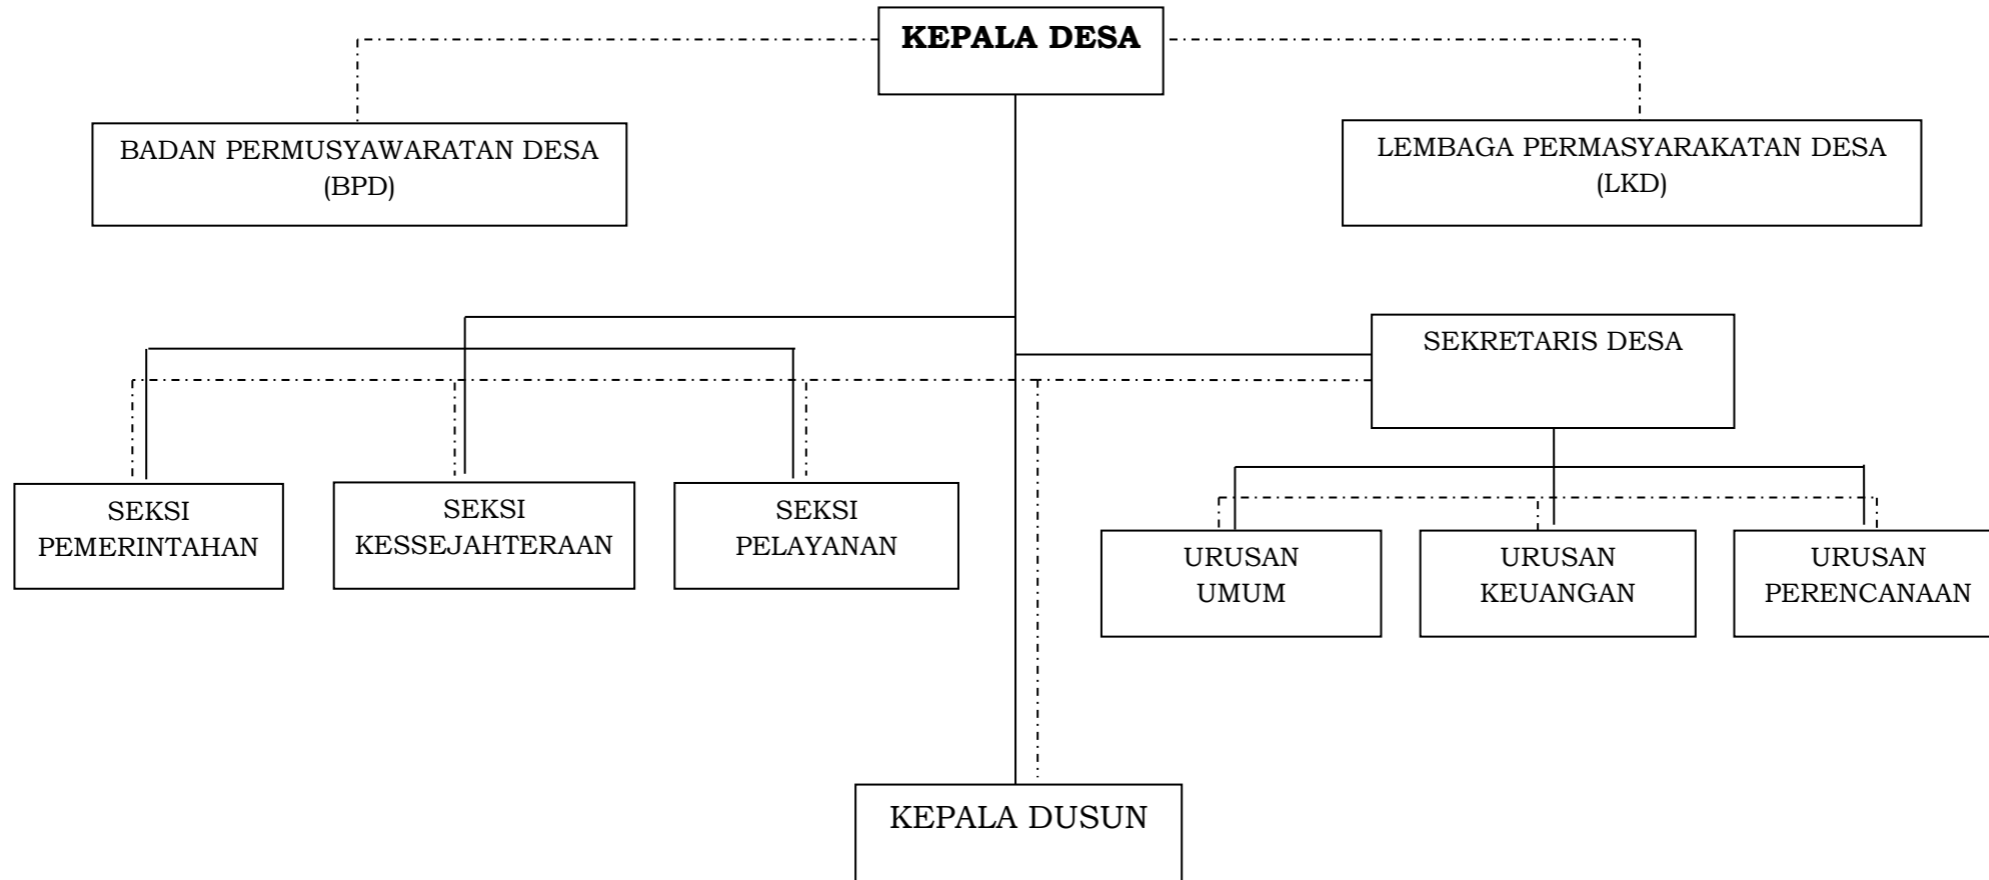 KEPALA DESA
BADAN PERMUSYAWARATAN DESA
(BPD)
LEMBAGA PERMASYARAKATAN DESA
(LKD)
SEKRETARIS DESA
SEKSI
PEMERINTAHAN
SEKSI
KESSEJAHTERAAN
SEKSI
PELAYANAN
URUSAN
UMUM
URUSAN
KEUANGAN
URUSAN
PERENCANAAN
KEPALA DUSUN